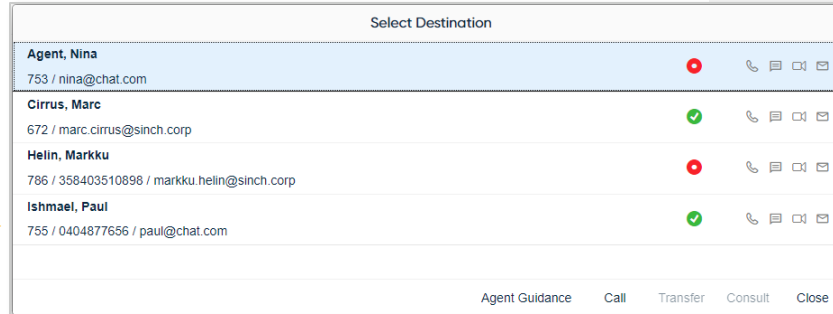 Select Destination
Agent, Nina
753 / nina@chat.com
Cirrus, Marc
672 / marc.cirrus@sinch.corp
Helin, Markku
786 / 358403510898 / markku.helin@sinch.corp
Ishmael, Paul
755 / 0404877656 / paul@chat.com
Agent Guidance Call Transfer Consult Close